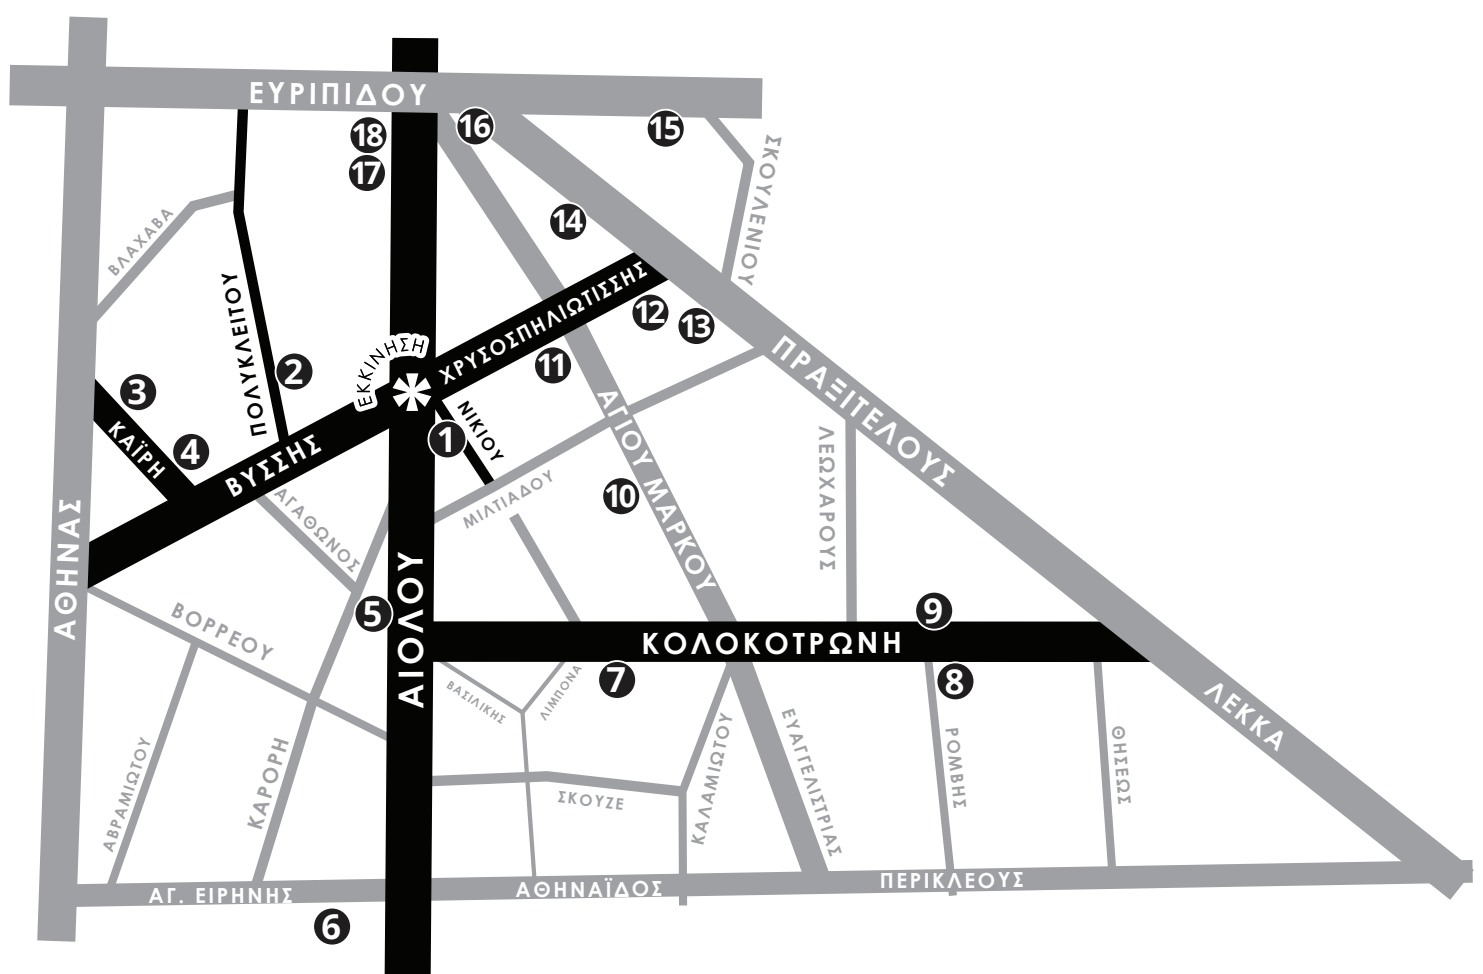 ΕΥΡΙΠΙΔΟΥ
18
16
15
17
ΣΚΟΥΛΕΝΙΟΥ
ΒΛΑΧΑΒΑ
14
ΠΟΛΥΚΛΕΙΤΟΥ
ΧΡΥΣΟΣΠΗΛΙΩΤΙΣΣΗΣ
12
13
ΕΚΚΙΝΗΣΗ
2
11
3
ΠΡΑΞΙΤΕΛΟΥΣ
ΝΙΚΙΟΥ
1
ΚΑΪΡΗ
4
ΒΥΣΣΗΣ
ΑΓΙΟΥ ΜΑΡΚΟΥ
ΛΕΩΧΑΡΟΥΣ
ΑΓΑΘΩΝΟΣ
ΜΙΛΤΙΑΔΟΥ
10
ΑΘΗΝΑΣ
ΑΙΟΛΟΥ
5
9
ΒΟΡΡΕΟΥ
ΚΟΛΟΚΟΤΡΩΝΗ
7
8
ΒΑΣΙΛΙΚΗΣ
ΛΙΜΠΟΝΑ
ΛΕΚΚΑ
ΑΒΡΑΜΙΩΤΟΥ
ΚΑΡΟΡΗ
ΣΚΟΥΖΕ
ΚΑΛΑΜΙΩΤΟΥ
ΕΥΑΓΓΕΛΙΣΤΡΙΑΣ
ΡΟΜΒΗΣ
ΘΗΣΕΩΣ
ΑΓ. ΕΙΡΗΝΗΣ
ΑΘΗΝΑΪΔΟΣ
ΠΕΡΙΚΛΕΟΥΣ
6